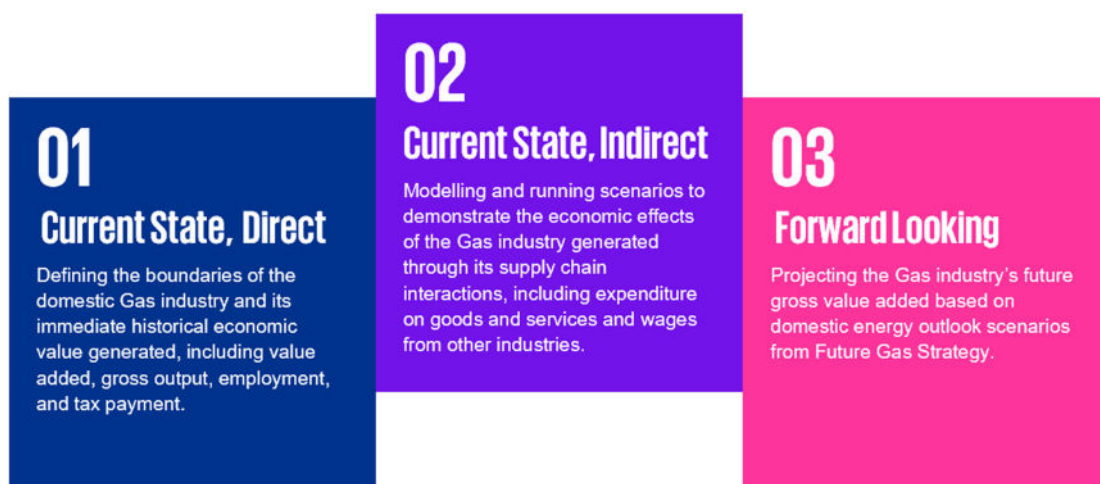 01
Current State, Direct
Defining the boundaries of the
domestic Gas industry and its
immediate historical economic
value generated, including value
added, gross output, employment,
and tax payment.
02
Current State, Indirect
Modelling and running scenarios to
demonstrate the economic effects
of the Gas industry generated
through its supply chain
interactions, including expenditure
on goods and services and wages
from other industries.
03
Forward Looking
Projecting the Gas industry’s future
gross value added based on
domestic energy outlook scenarios
from Future Gas Strategy.